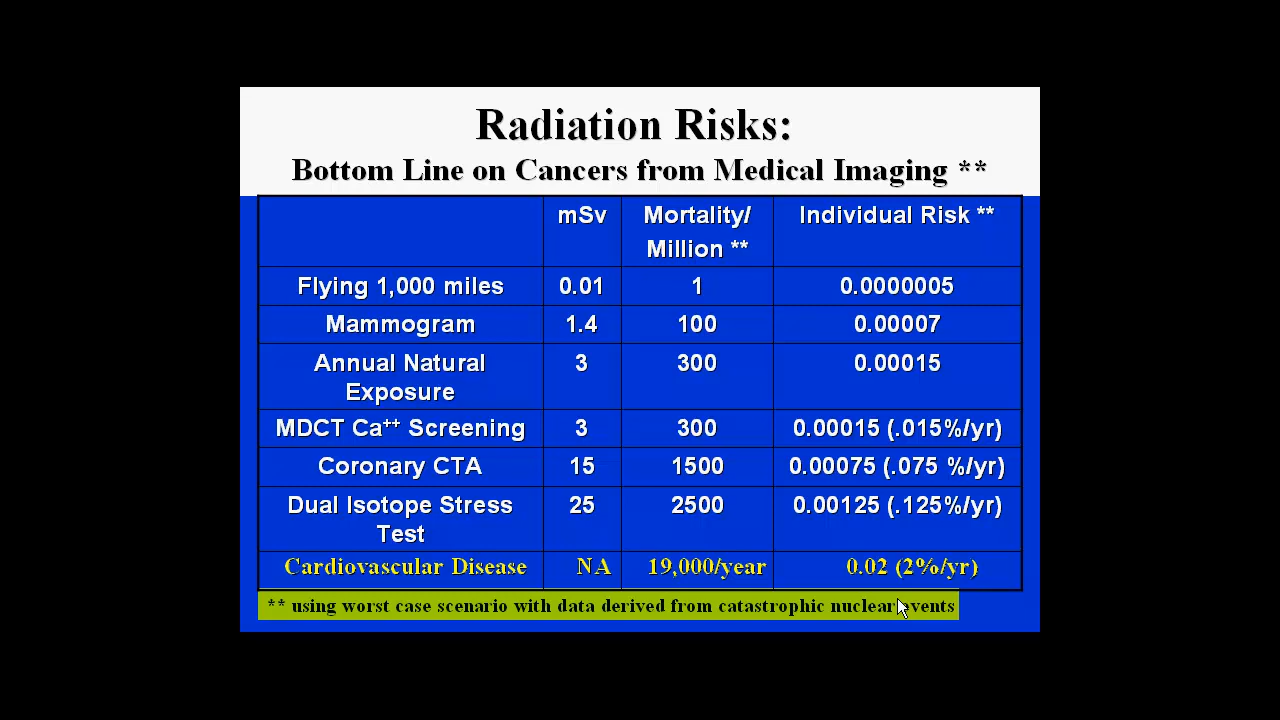 Radiation Risks:
Bottom Line on Cancers from Medical Imaging **
mSv Mortality/ Individual Risk **
Million **
Flying 1,000 miles 0.01 1 0.0000005
Mammogram 1.4 100 0.00007
Annual Natural 3 300 0.00015
Exposure
MDCT Ca++ Screening 3 300 0.00015 (.015%/yr)
Coronary CTA 15 1500 0.00075 (.075 %/yr)
Dual Isotope Stress 25 2500 0.00125 (.125%/yr)
Test
Cardiovascular Disease NA 19,000/year 0.02 (2%/yr)
** using worst case scenario with data derived from catastrophic nuclear events